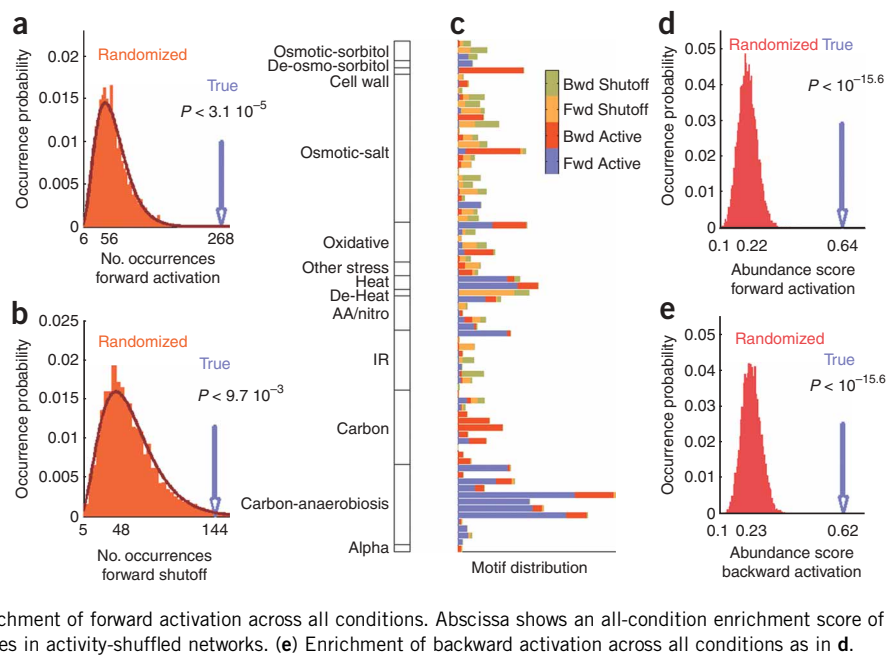 a
Occurrence probability
0.02
0.015
0.01
0.005
0
Randomized
True
P < 3.1 10⁻⁵
6 56 268
No. occurrences
forward activation
b
Occurrence probability
0.025
0.02
0.015
0.01
0.005
0
Randomized
True
P < 9.7 10⁻³
5 48 144
No. occurrences
forward shutoff
c
Osmotic-sorbitol
De-osmo-sorbitol
Cell wall
Osmotic-salt
Oxidative
Other stress
Heat
De-Heat
AA/nitro
IR
Carbon
Carbon-anaerobiosis
Alpha
Bwd Shutoff
Fwd Shutoff
Bwd Active
Fwd Active
Motif distribution
d
Occurrence probability
0.05
0.04
0.03
0.02
0.01
0
Randomized True
P < 10⁻¹⁵·⁶
0.1 0.22 0.64
Abundance score
forward activation
e
Occurrence probability
0.05
0.04
0.03
0.02
0.01
0
Randomized
True
P < 10⁻¹⁵·⁶
0.1 0.23 0.62
Abundance score
backward activation
chment of forward activation across all conditions. Abscissa shows an all-condition enrichment score of
es in activity-shuffled networks. (e) Enrichment of backward activation across all conditions as in d.